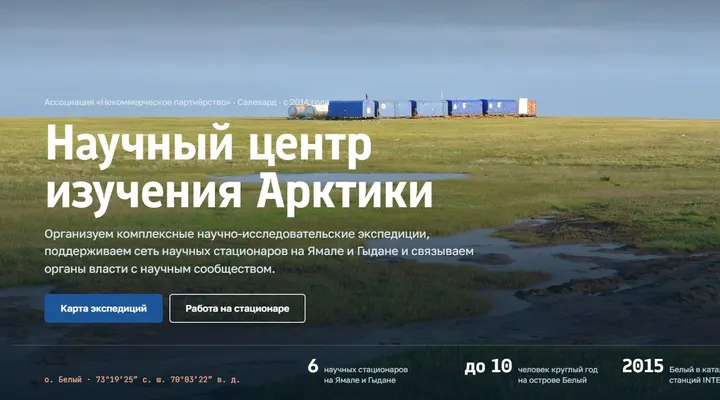 Ассоциация «Некоммерческое партнёрство» · Салехард · с 2014 года
Научный центр
изучения Арктики
Организуем комплексные научно-исследовательские экспедиции,
поддерживаем сеть научных стационаров на Ямале и Гыдане и связываем
органы власти с научным сообществом.
Карта экспедиций
Работа на стационаре
о. Белый · 73°19′25″ с. ш. 70°03′22″ в. д.
6 научных стационаров
на Ямале и Гыдане
до 10 человек круглый год
на острове Белый
2015 Белый в ката
станций INTE